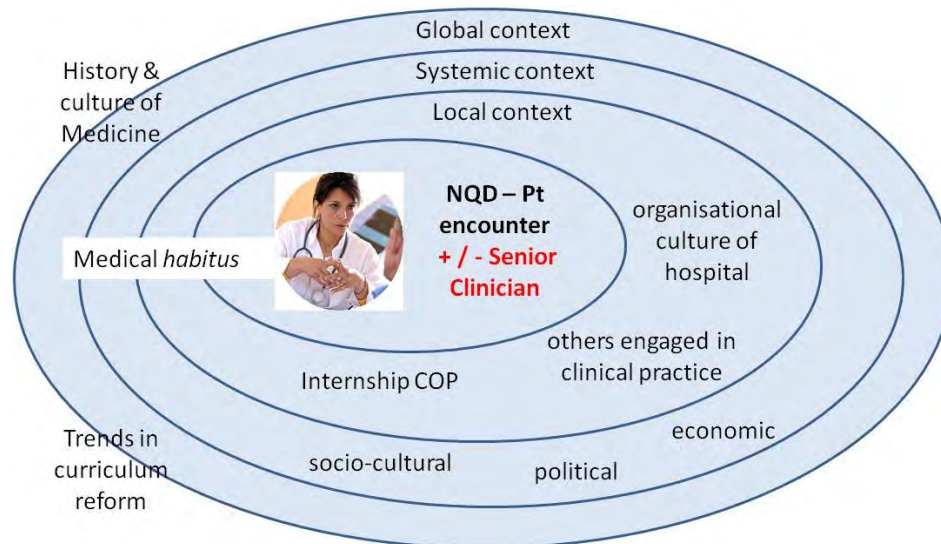 Global context
History &
culture of
Medicine
Systemic context
Local context
NQD – Pt
encounter
+ / - Senior
Clinician
organisational
culture of
hospital
Medical habitus
others engaged in
clinical practice
Internship COP
Trends in
curriculum
reform
socio-cultural
political
economic